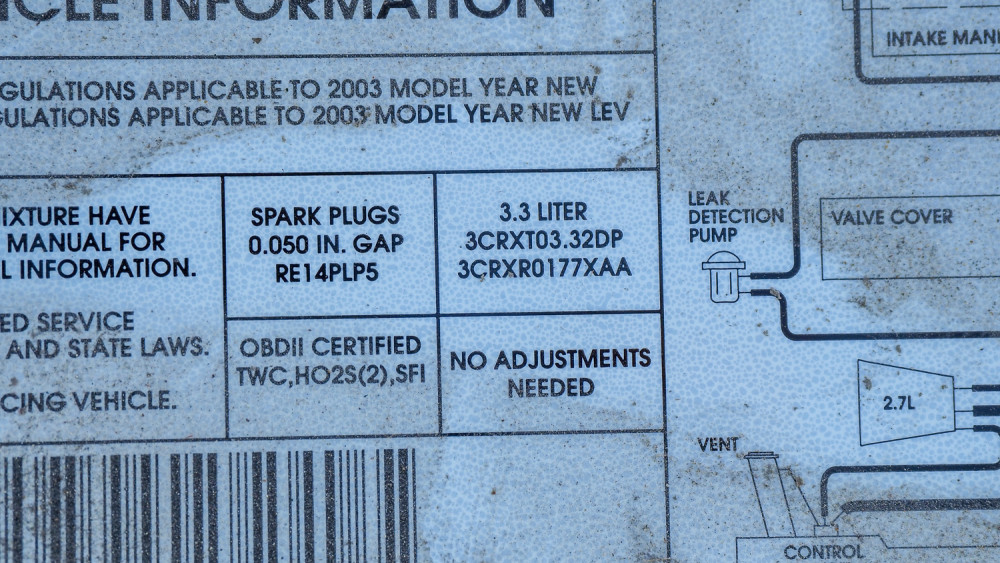 ICLE INFORMATION
GULATIONS APPLICABLE TO 2003 MODEL YEAR NEW
GULATIONS APPLICABLE TO 2003 MODEL YEAR NEW LEV
IXTURE HAVE
MANUAL FOR
L INFORMATION.
ED SERVICE
AND STATE LAWS.
CING VEHICLE.
SPARK PLUGS
0.050 IN. GAP
RE14PLP5
3.3 LITER
3CRXT03.32DP
3CRXR0177XAA
OBDII CERTIFIED
TWC,HO2S(2),SFI
NO ADJUSTMENTS
NEEDED
INTAKE MANI
LEAK
DETECTION
PUMP
VALVE COVER
2.7L
VENT
CONTROL